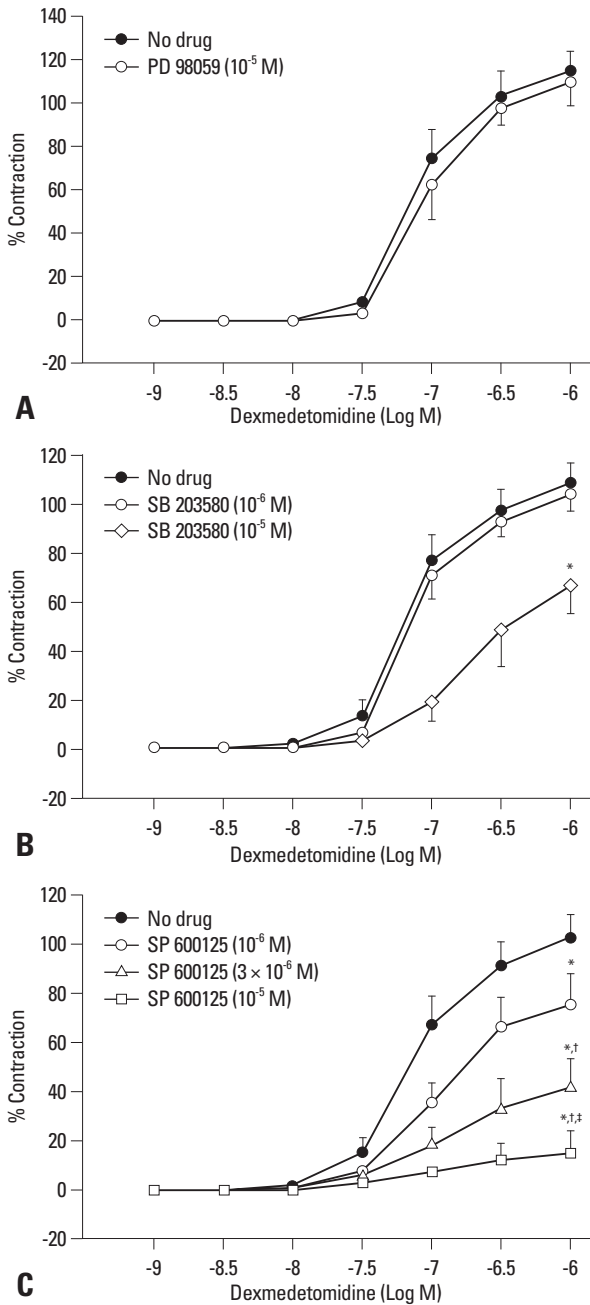 140
No drug
120
PD 98059 (10⁻⁵ M)
100
80
60
40
20
0
-20
% Contraction
-9 -8.5 -8 -7.5 -7 -6.5 -6
A
Dexmedetomidine (Log M)
120
No drug
100
SB 203580 (10⁻⁶ M)
SB 203580 (10⁻⁵ M)
80
*
60
40
20
0
-20
% Contraction
-9 -8.5 -8 -7.5 -7 -6.5 -6
B
Dexmedetomidine (Log M)
120
No drug
100
SP 600125 (10⁻⁶ M)
*
SP 600125 (3 × 10⁻⁶ M)
80
SP 600125 (10⁻⁵ M)
60
*,†
40
*,†,‡
20
0
-20
% Contraction
-9 -8.5 -8 -7.5 -7 -6.5 -6
C
Dexmedetomidine (Log M)